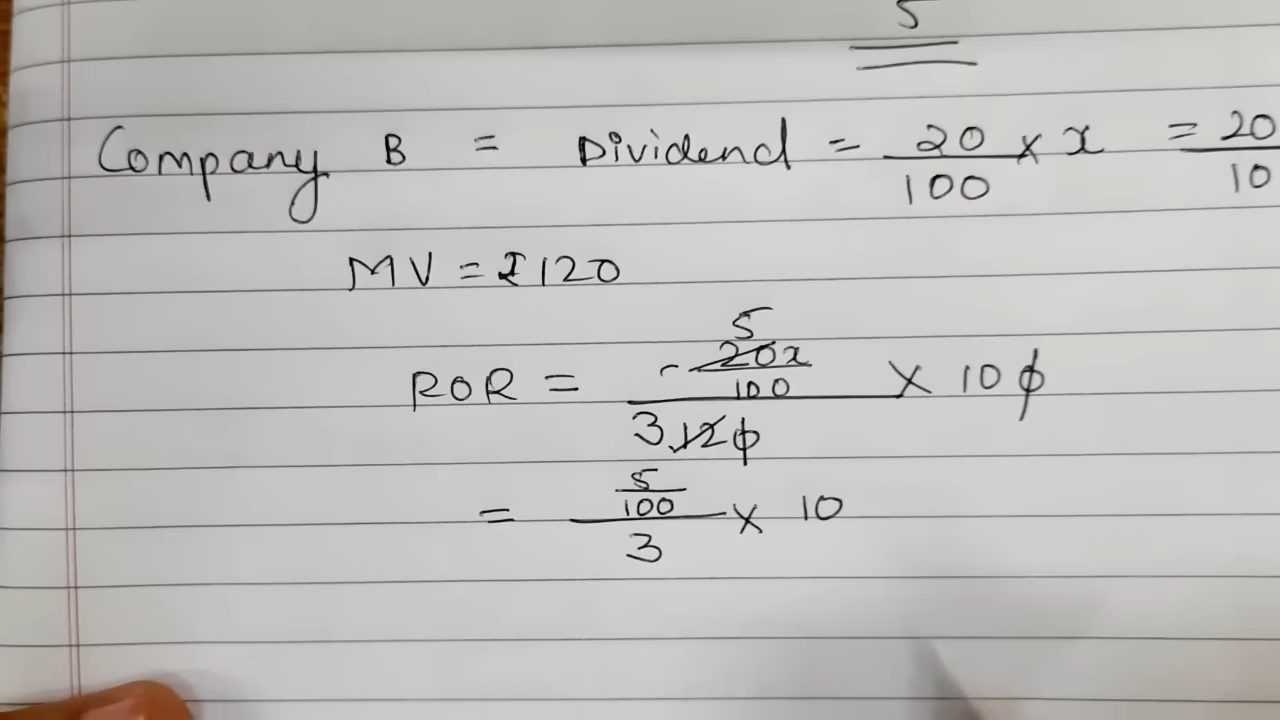 5
Company B = Dividend = 20/100 × x = 20/10
MV = ₹120
5
ROR = 20x/100 / 3 120 × 100
= 5/100 / 3 × 10